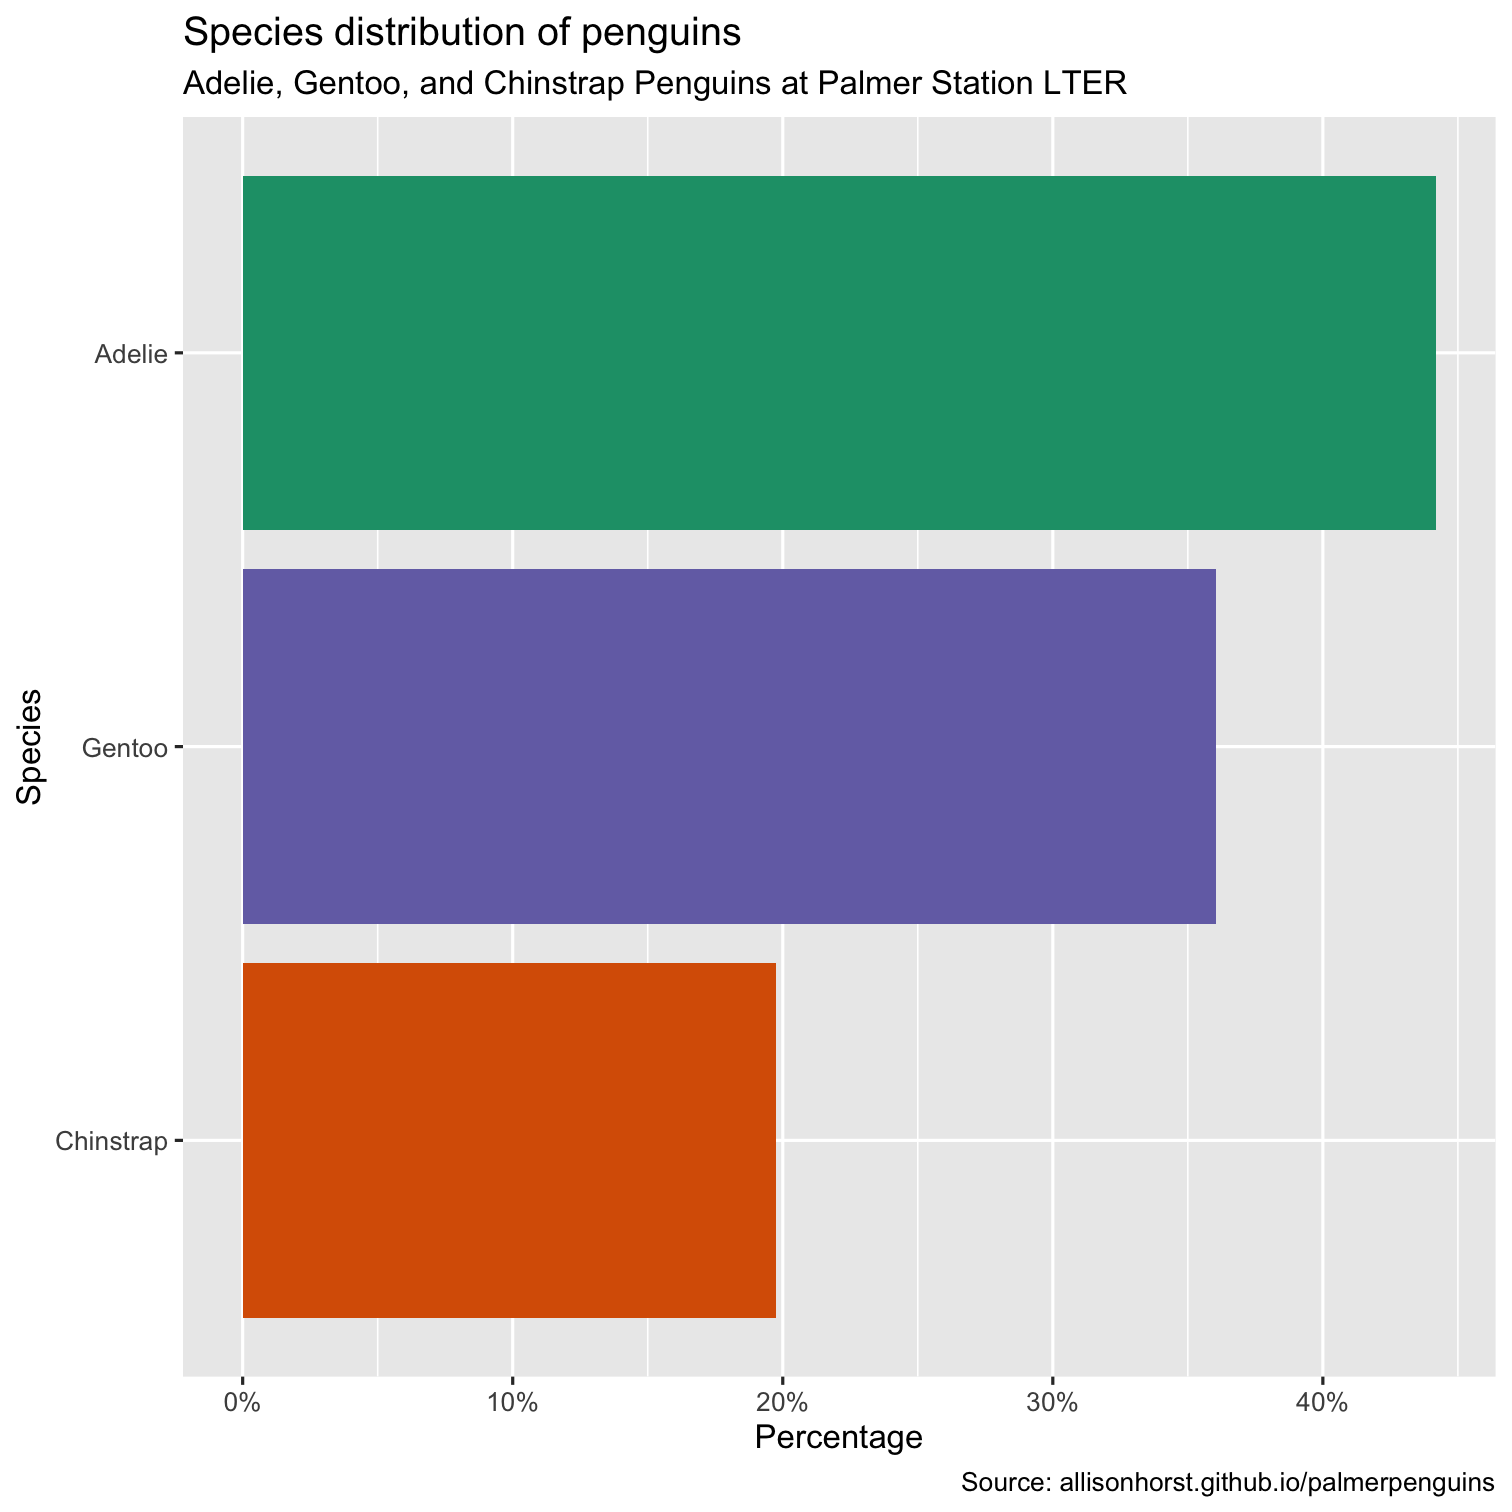 Species distribution of penguins
Adelie, Gentoo, and Chinstrap Penguins at Palmer Station LTER
Species
Adelie
Gentoo
Chinstrap
0% 10% 20% 30% 40%
Percentage
Source: allisonhorst.github.io/palmerpenguins